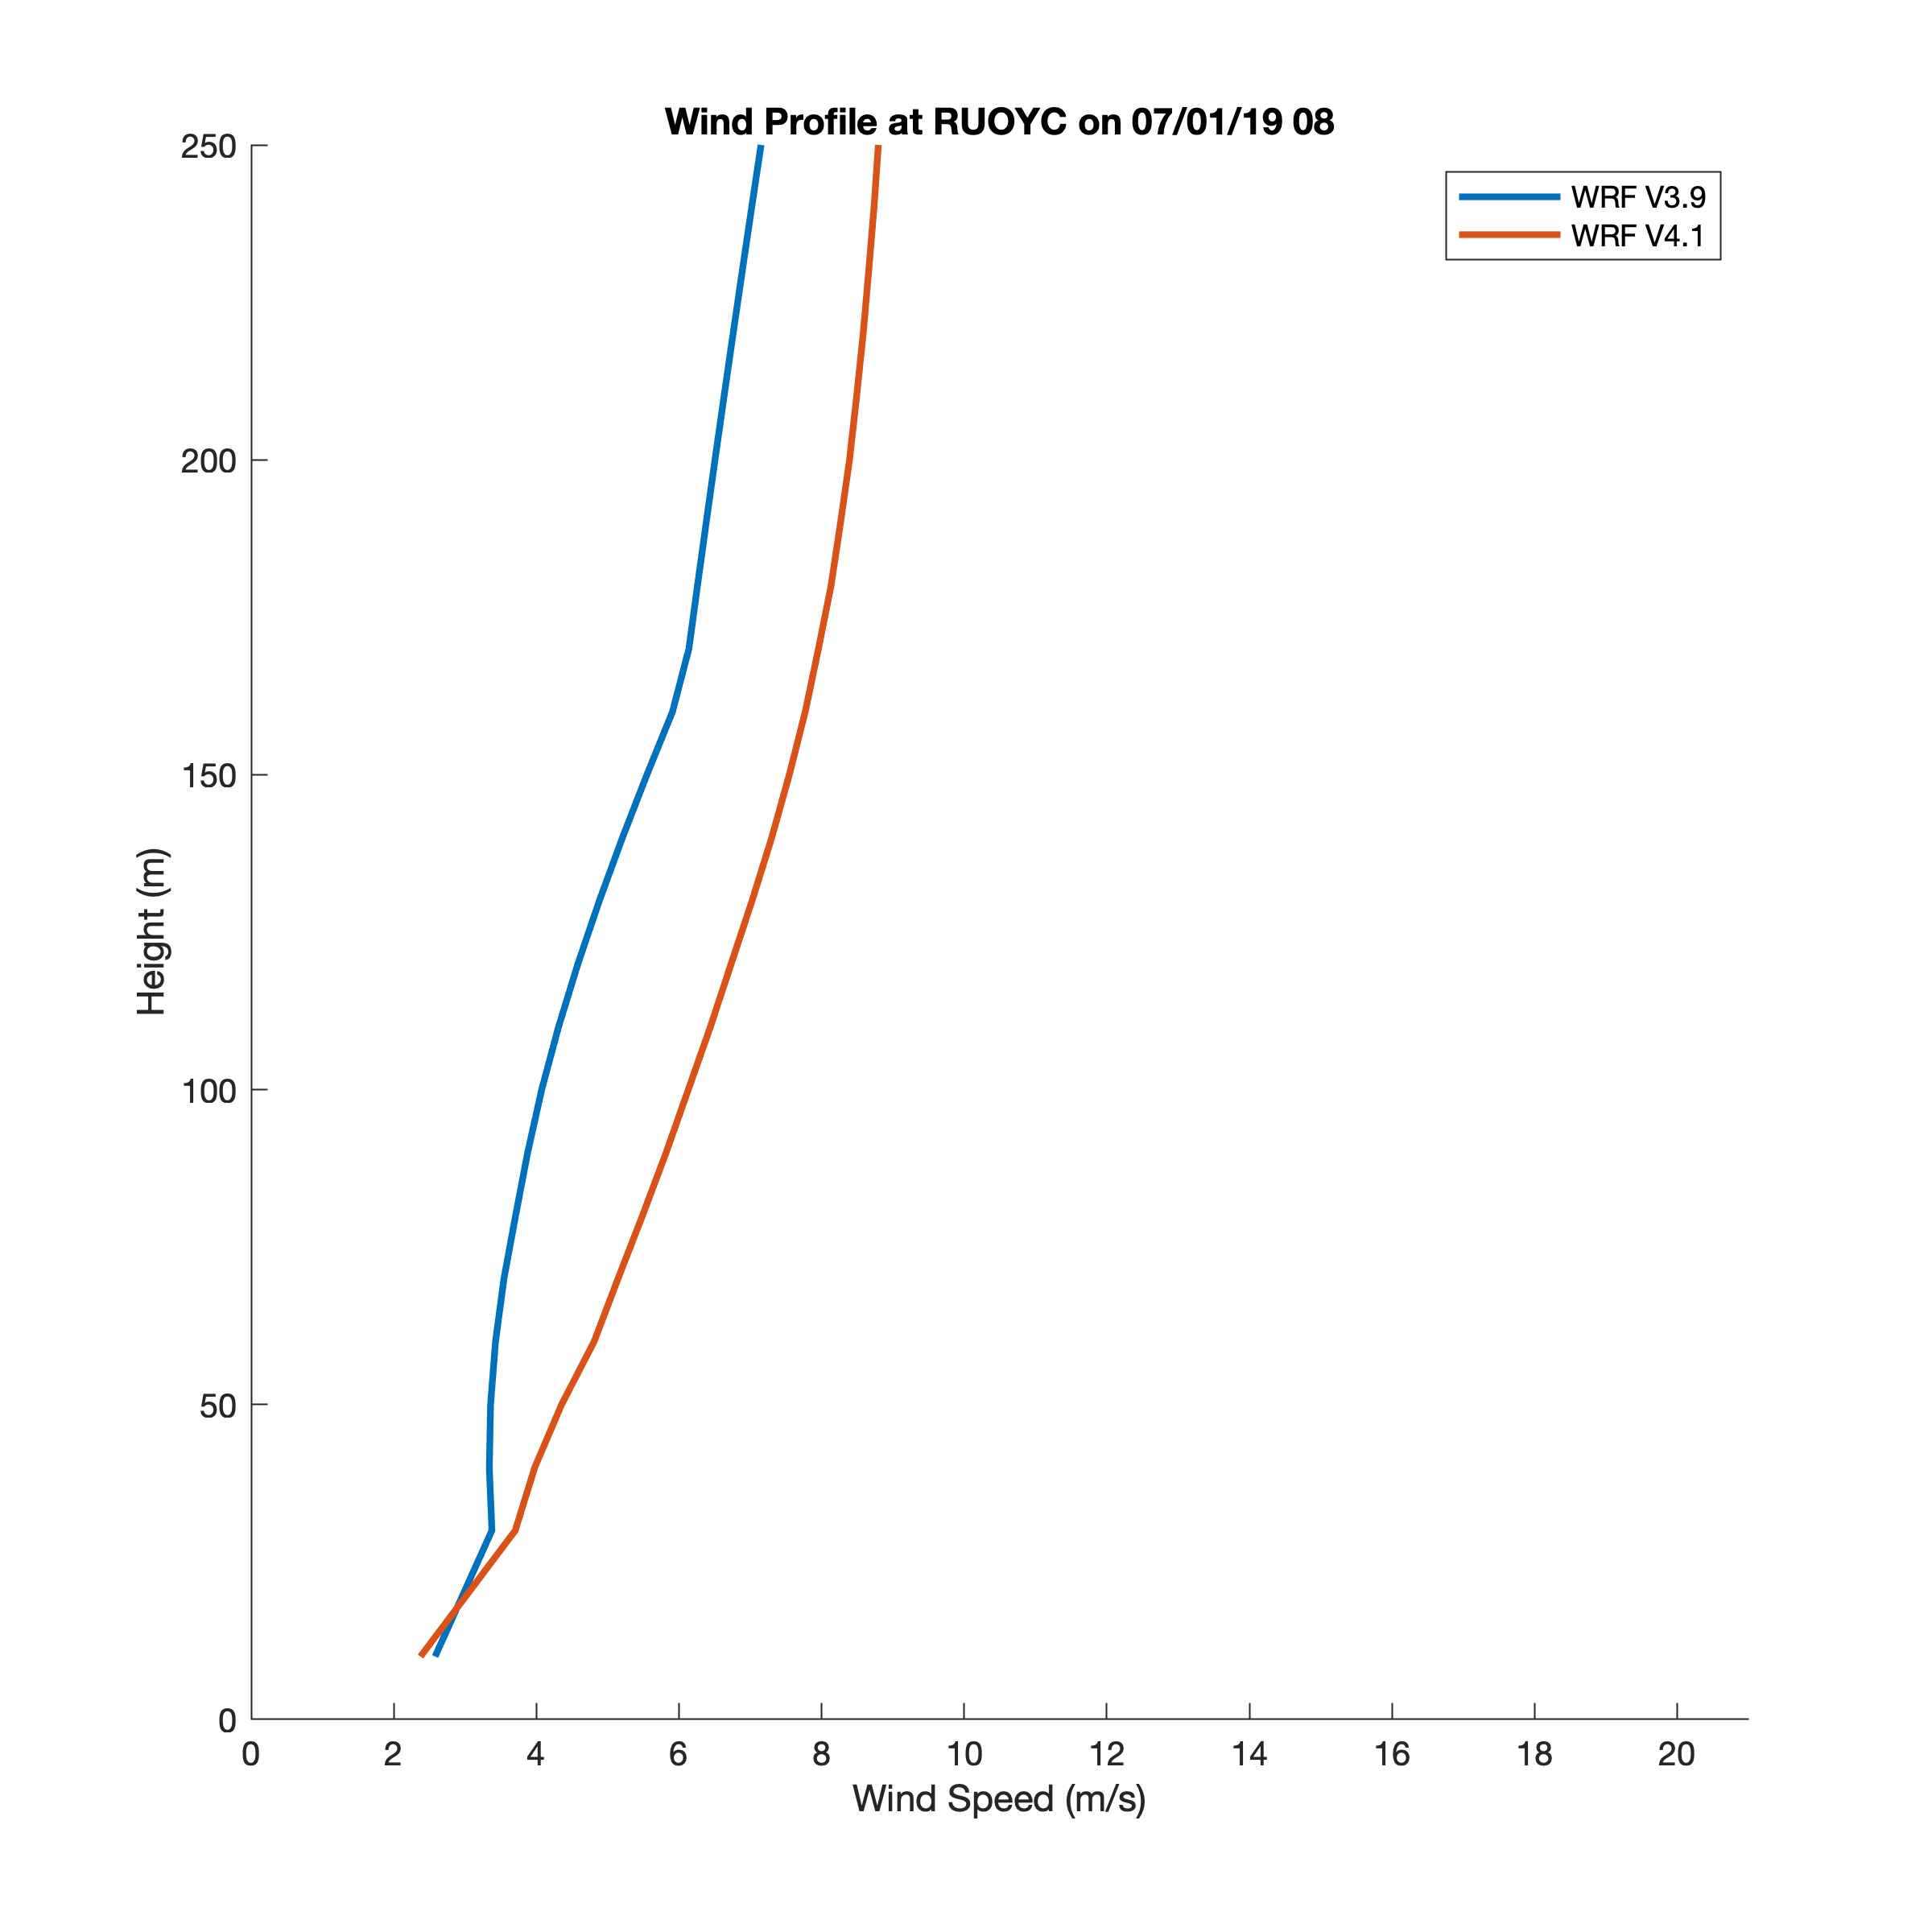 Wind Profile at RUOYC on 07/01/19 08
WRF V3.9
WRF V4.1
250
200
150
100
50
0
Height (m)
0 2 4 6 8 10 12 14 16 18 20
Wind Speed (m/s)